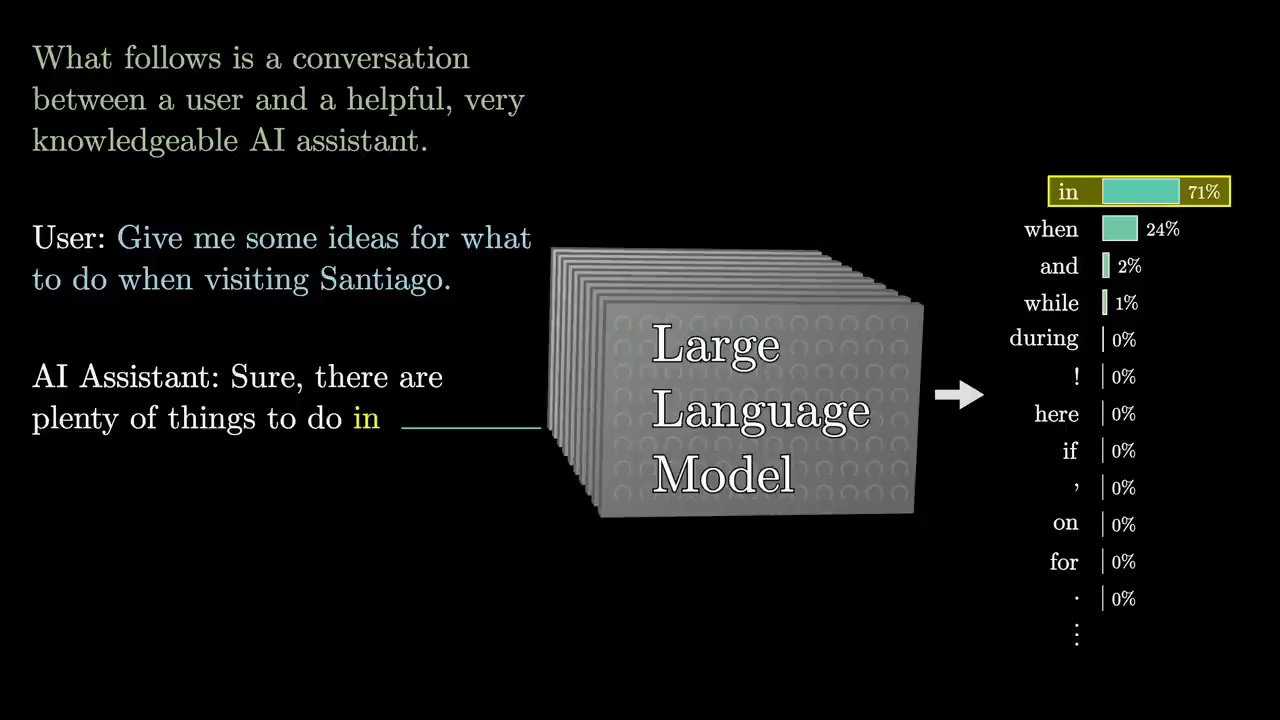 What follows is a conversation
between a user and a helpful, very
knowledgeable AI assistant.
User: Give me some ideas for what
to do when visiting Santiago.
AI Assistant: Sure, there are
plenty of things to do in
Large
Language
Model
in 71%
when 24%
and 2%
while 1%
during 0%
! 0%
here 0%
if 0%
, 0%
on 0%
for 0%
. 0%
⋮